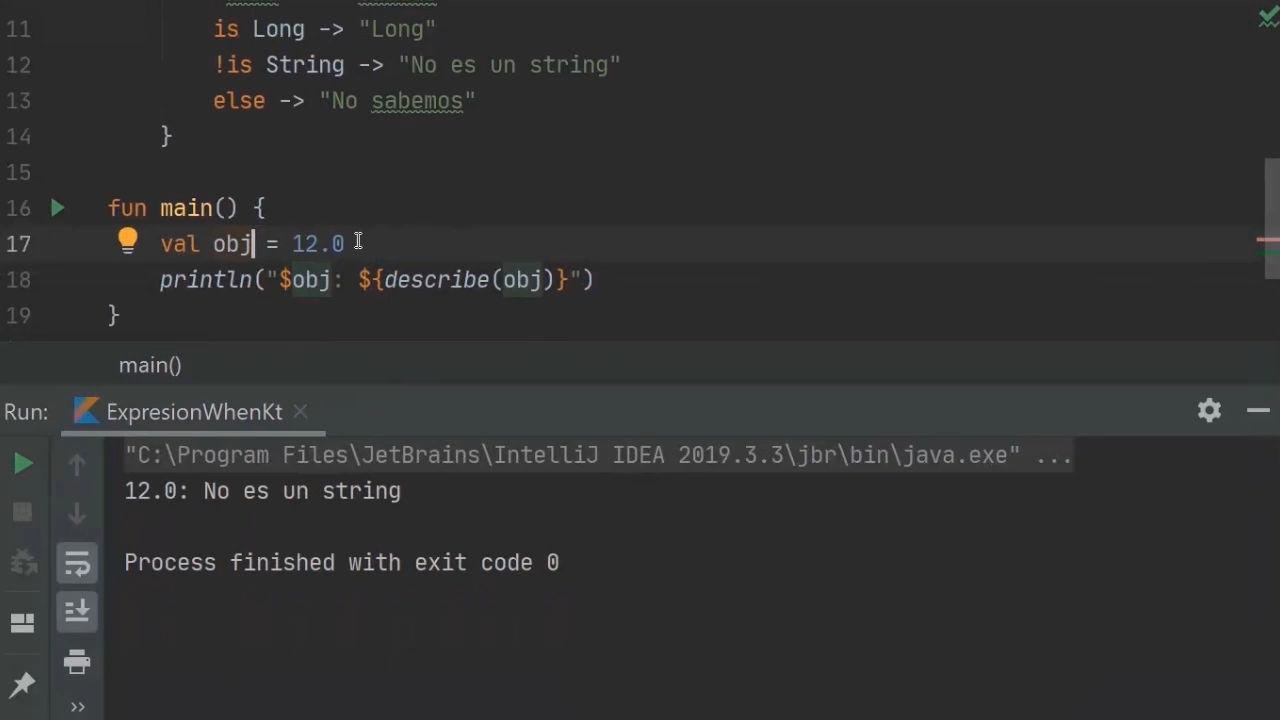 11 is Long -> "Long"
12 !is String -> "No es un string"
13 else -> "No sabemos"
14 }
15
16 fun main() {
17 val obj = 12.0
18 println("$obj: ${describe(obj)}")
19 }
main()
Run: ExpresionWhenKt
"C:\Program Files\JetBrains\IntelliJ IDEA 2019.3.3\jbr\bin\java.exe" ...
12.0: No es un string
Process finished with exit code 0